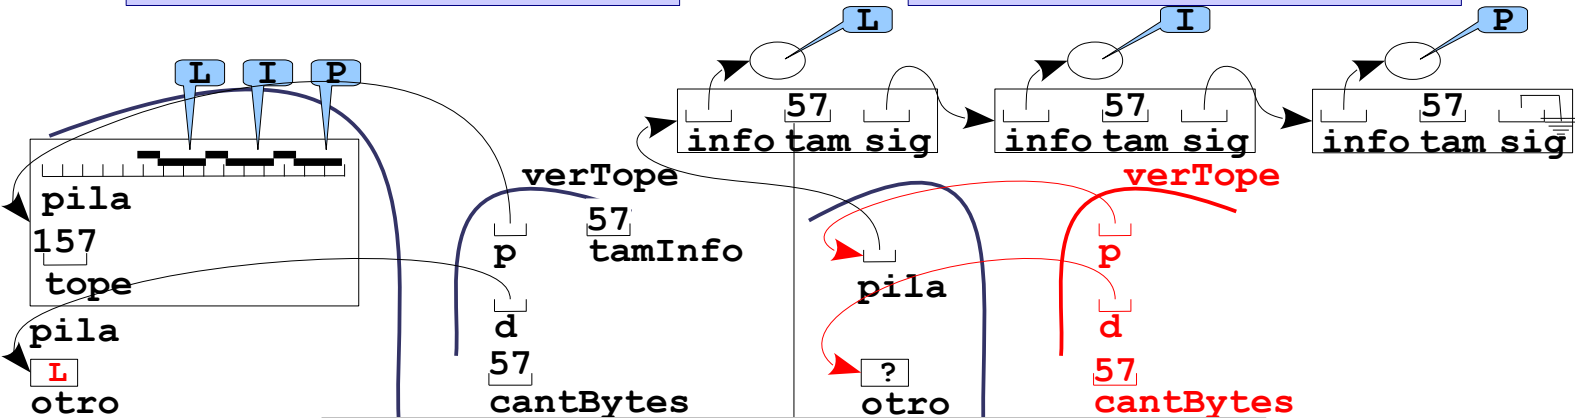 L I P
L I P
57 57 57
info tam sig info tam sig info tam sig
pila
157
tope
pila
L
otro
verTope
57
p tamInfo
d
57
cantBytes
pila
?
otro
verTope
p
d
57
cantBytes